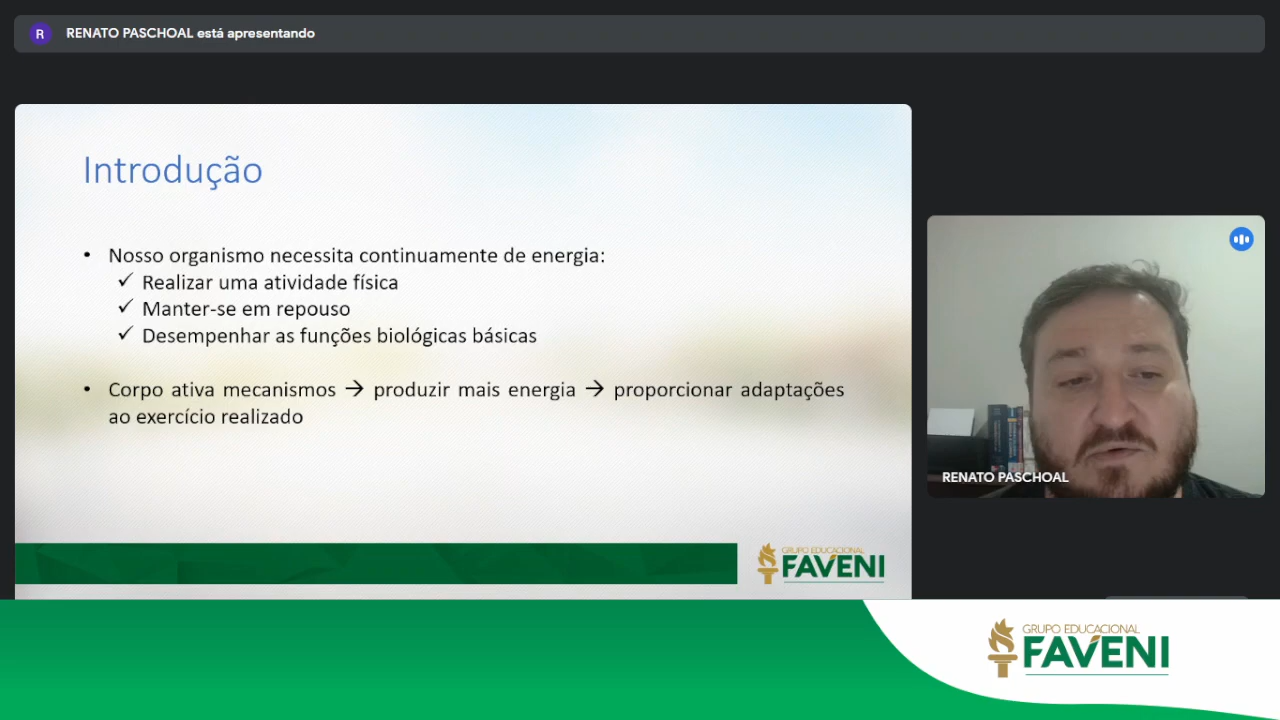 R
RENATO PASCHOAL está apresentando
Introdução
• Nosso organismo necessita continuamente de energia:
✓ Realizar uma atividade física
✓ Manter-se em repouso
✓ Desempenhar as funções biológicas básicas
• Corpo ativa mecanismos → produzir mais energia → proporcionar adaptações
ao exercício realizado
GRUPO EDUCACIONAL
FAVENI
RENATO PASCHOAL
GRUPO EDUCACIONAL
FAVENI